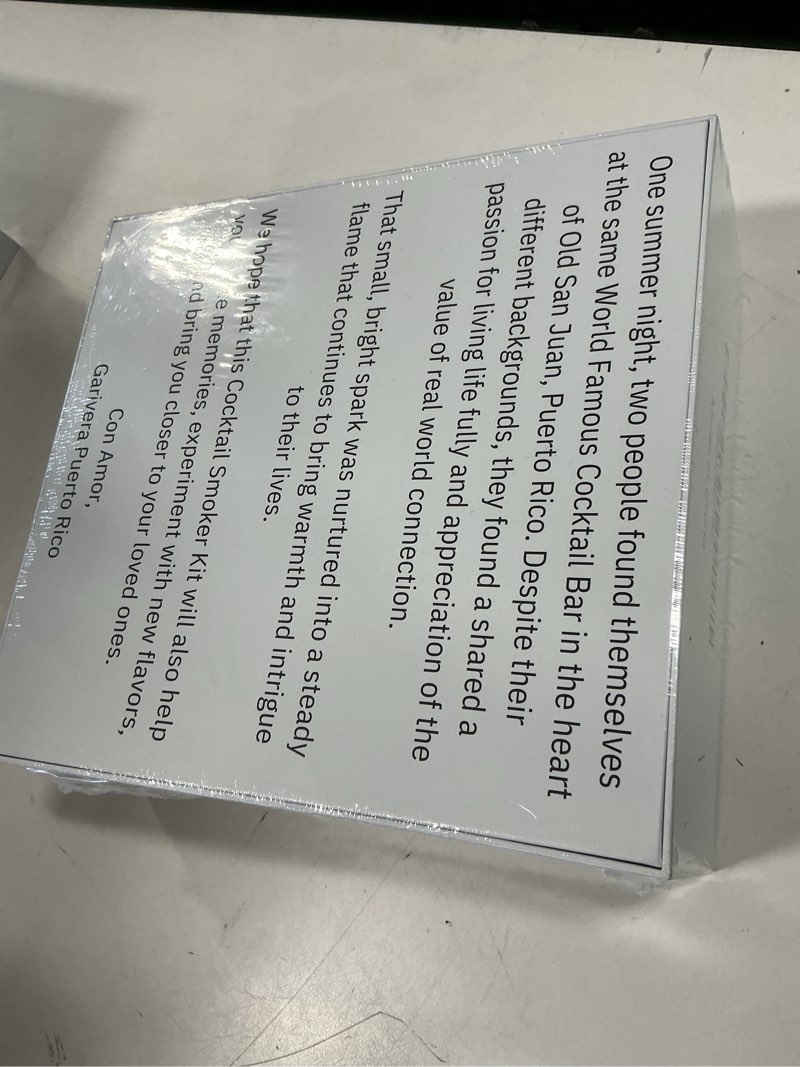 One summer night, two people found themselves
at the same World Famous Cocktail Bar in the heart
of Old San Juan, Puerto Rico. Despite their
different backgrounds, they found a shared a
passion for living life fully and appreciation of the
value of real world connection.
That small, bright spark was nurtured into a steady
flame that continues to bring warmth and intrigue
to their lives.
We hope that this Cocktail Smoker Kit will also help
memories, experiment with new flavors,
bring you closer to your loved ones.
Con Amor,
Garivera Puerto Rico